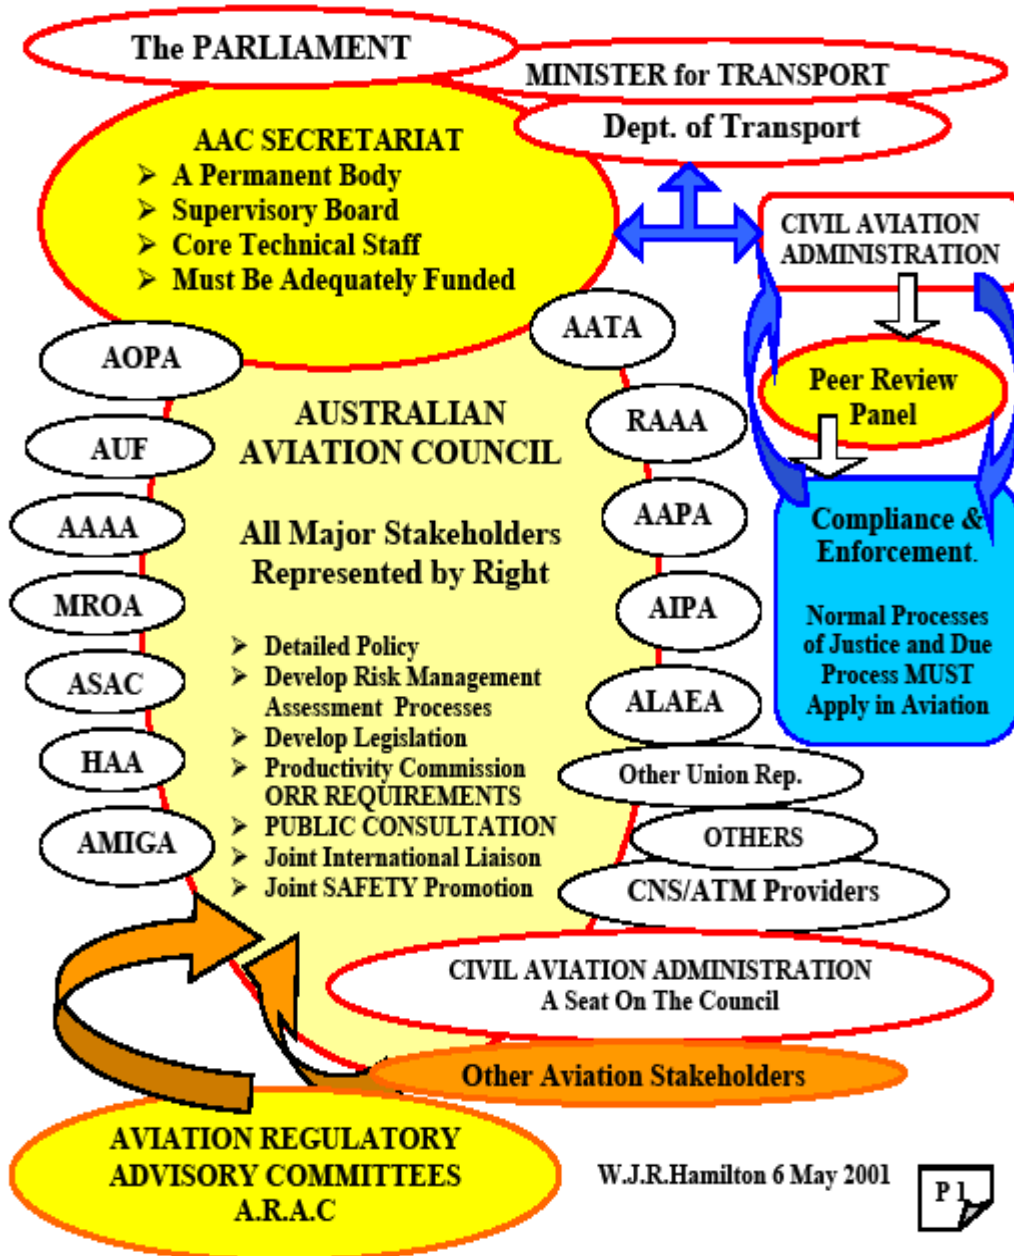 The PARLIAMENT
MINISTER for TRANSPORT
Dept. of Transport
AAC SECRETARIAT
➢ A Permanent Body
➢ Supervisory Board
➢ Core Technical Staff
➢ Must Be Adequately Funded
CIVIL AVIATION
ADMINISTRATION
Peer Review
Panel
Compliance &
Enforcement.
Normal Processes
of Justice and Due
Process MUST
Apply in Aviation
AOPA
AUF
AAAA
MROA
ASAC
HAA
AMIGA
AUSTRALIAN
AVIATION COUNCIL
All Major Stakeholders
Represented by Right
➢ Detailed Policy
➢ Develop Risk Management
Assessment Processes
➢ Develop Legislation
➢ Productivity Commission
ORR REQUIREMENTS
➢ PUBLIC CONSULTATION
➢ Joint International Liaison
➢ Joint SAFETY Promotion
AATA
RAAA
AAPA
AIPA
ALAEA
Other Union Rep.
OTHERS
CNS/ATM Providers
CIVIL AVIATION ADMINISTRATION
A Seat On The Council
Other Aviation Stakeholders
AVIATION REGULATORY
ADVISORY COMMITTEES
A.R.A.C
W.J.R.Hamilton 6 May 2001
P 1